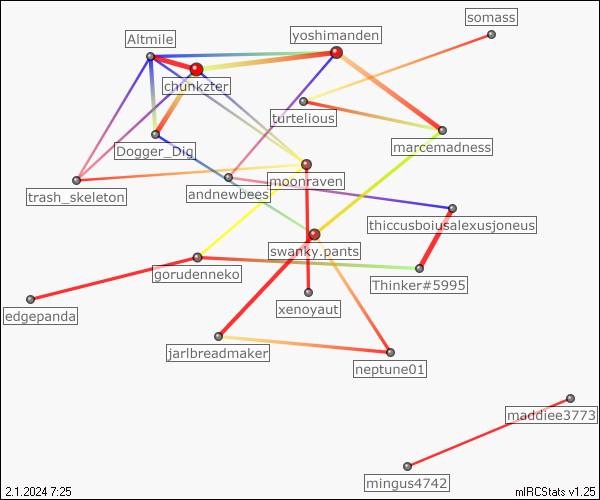 somass
yoshimanden
Altmile
chunkzter
turtelious
marcemadness
Dogger_Dig
moonraven
trash_skeleton
andnewbees
thiccusboiusalexusjoneus
swanky.pants
gorudenneko
Thinker#5995
xenoyaut
edgepanda
jarlbreadmaker
neptune01
maddiee3773
mingus4742
2.1.2024 7:25
mIRCStats v1.25